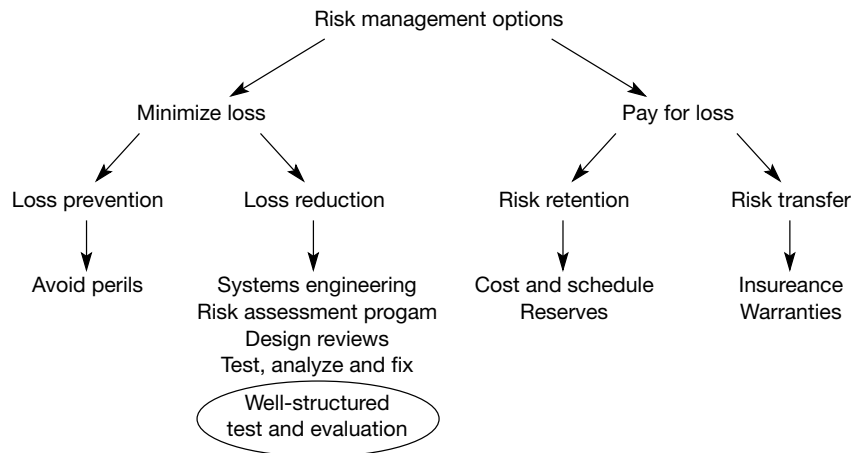 Risk management options
Minimize loss
Pay for loss
Loss prevention
Loss reduction
Risk retention
Risk transfer
Avoid perils
Systems engineering
Risk assessment progam
Design reviews
Test, analyze and fix
Well-structured
test and evaluation
Cost and schedule
Reserves
Insureance
Warranties